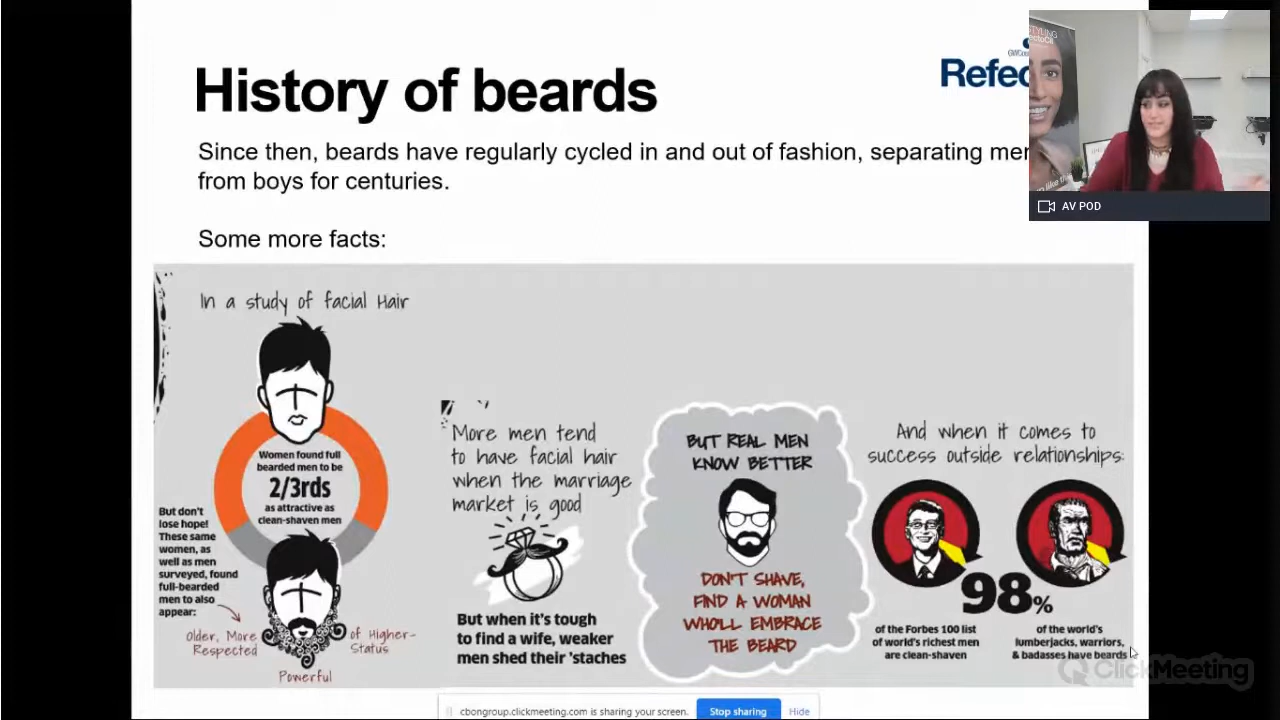 History of beards
Refec
Since then, beards have regularly cycled in and out of fashion, separating men
from boys for centuries.
Some more facts:
AV POD
In a study of facial Hair
Women found full
bearded men to be
2/3rds
as attractive as
clean-shaven men
But don't
lose hope!
These same
women, as
well as men
surveyed, found
full-bearded
men to also
appear:
Older, More
Respected
of Higher-
Status
Powerful
More men tend
to have facial hair
when the marriage
market is good
But when it's tough
to find a wife, weaker
men shed their 'staches
BUT REAL MEN
KNOW BETTER
DON'T SHAVE,
FIND A WOMAN
WHO'LL EMBRACE
THE BEARD
And when it comes to
success outside relationships:
98%
of the Forbes 100 list
of world's richest men
are clean-shaven
of the world's
lumberjacks, warriors,
& badasses have beards
ClickMeeting
cbongroup.clickmeeting.com is sharing your screen.
Stop sharing
Hide